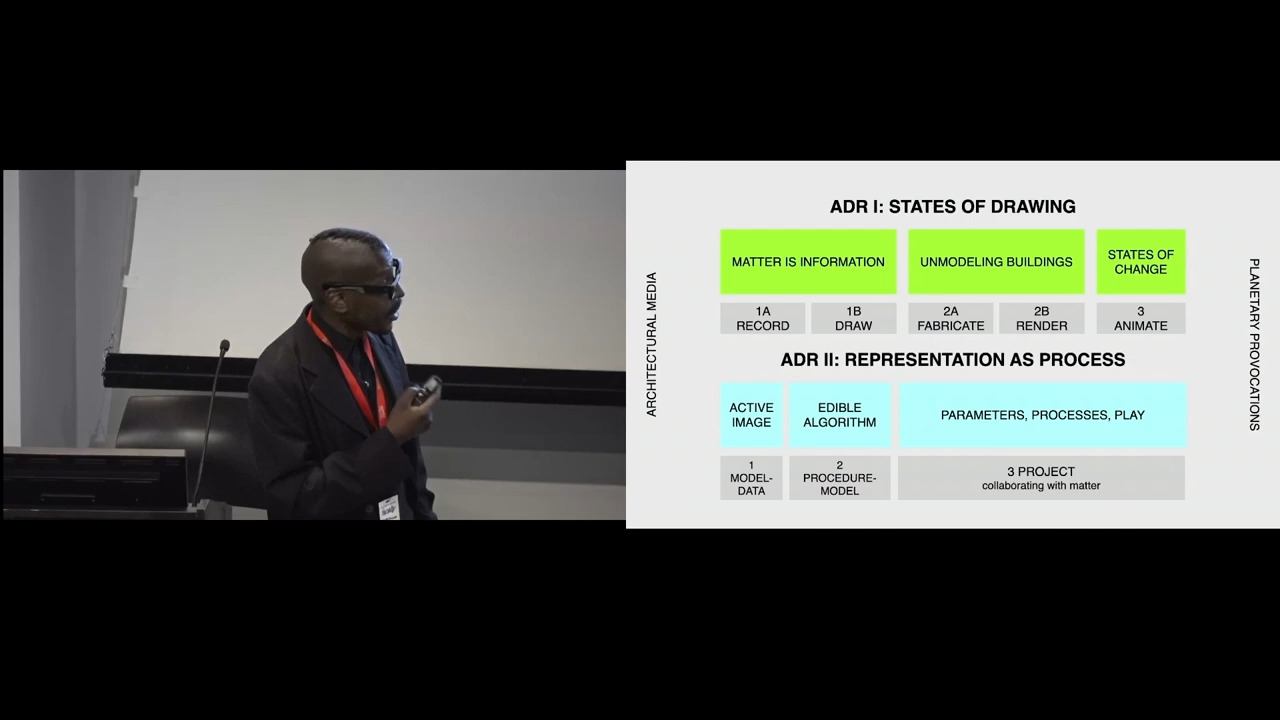 ADR I: STATES OF DRAWING
MATTER IS INFORMATION
UNMODELING BUILDINGS
STATES OF
CHANGE
1A
RECORD
1B
DRAW
2A
FABRICATE
2B
RENDER
3
ANIMATE
ARCHITECTURAL MEDIA
PLANETARY PROVOCATIONS
ADR II: REPRESENTATION AS PROCESS
ACTIVE
IMAGE
EDIBLE
ALGORITHM
PARAMETERS, PROCESSES, PLAY
1
MODEL-
DATA
2
PROCEDURE-
MODEL
3 PROJECT
collaborating with matter